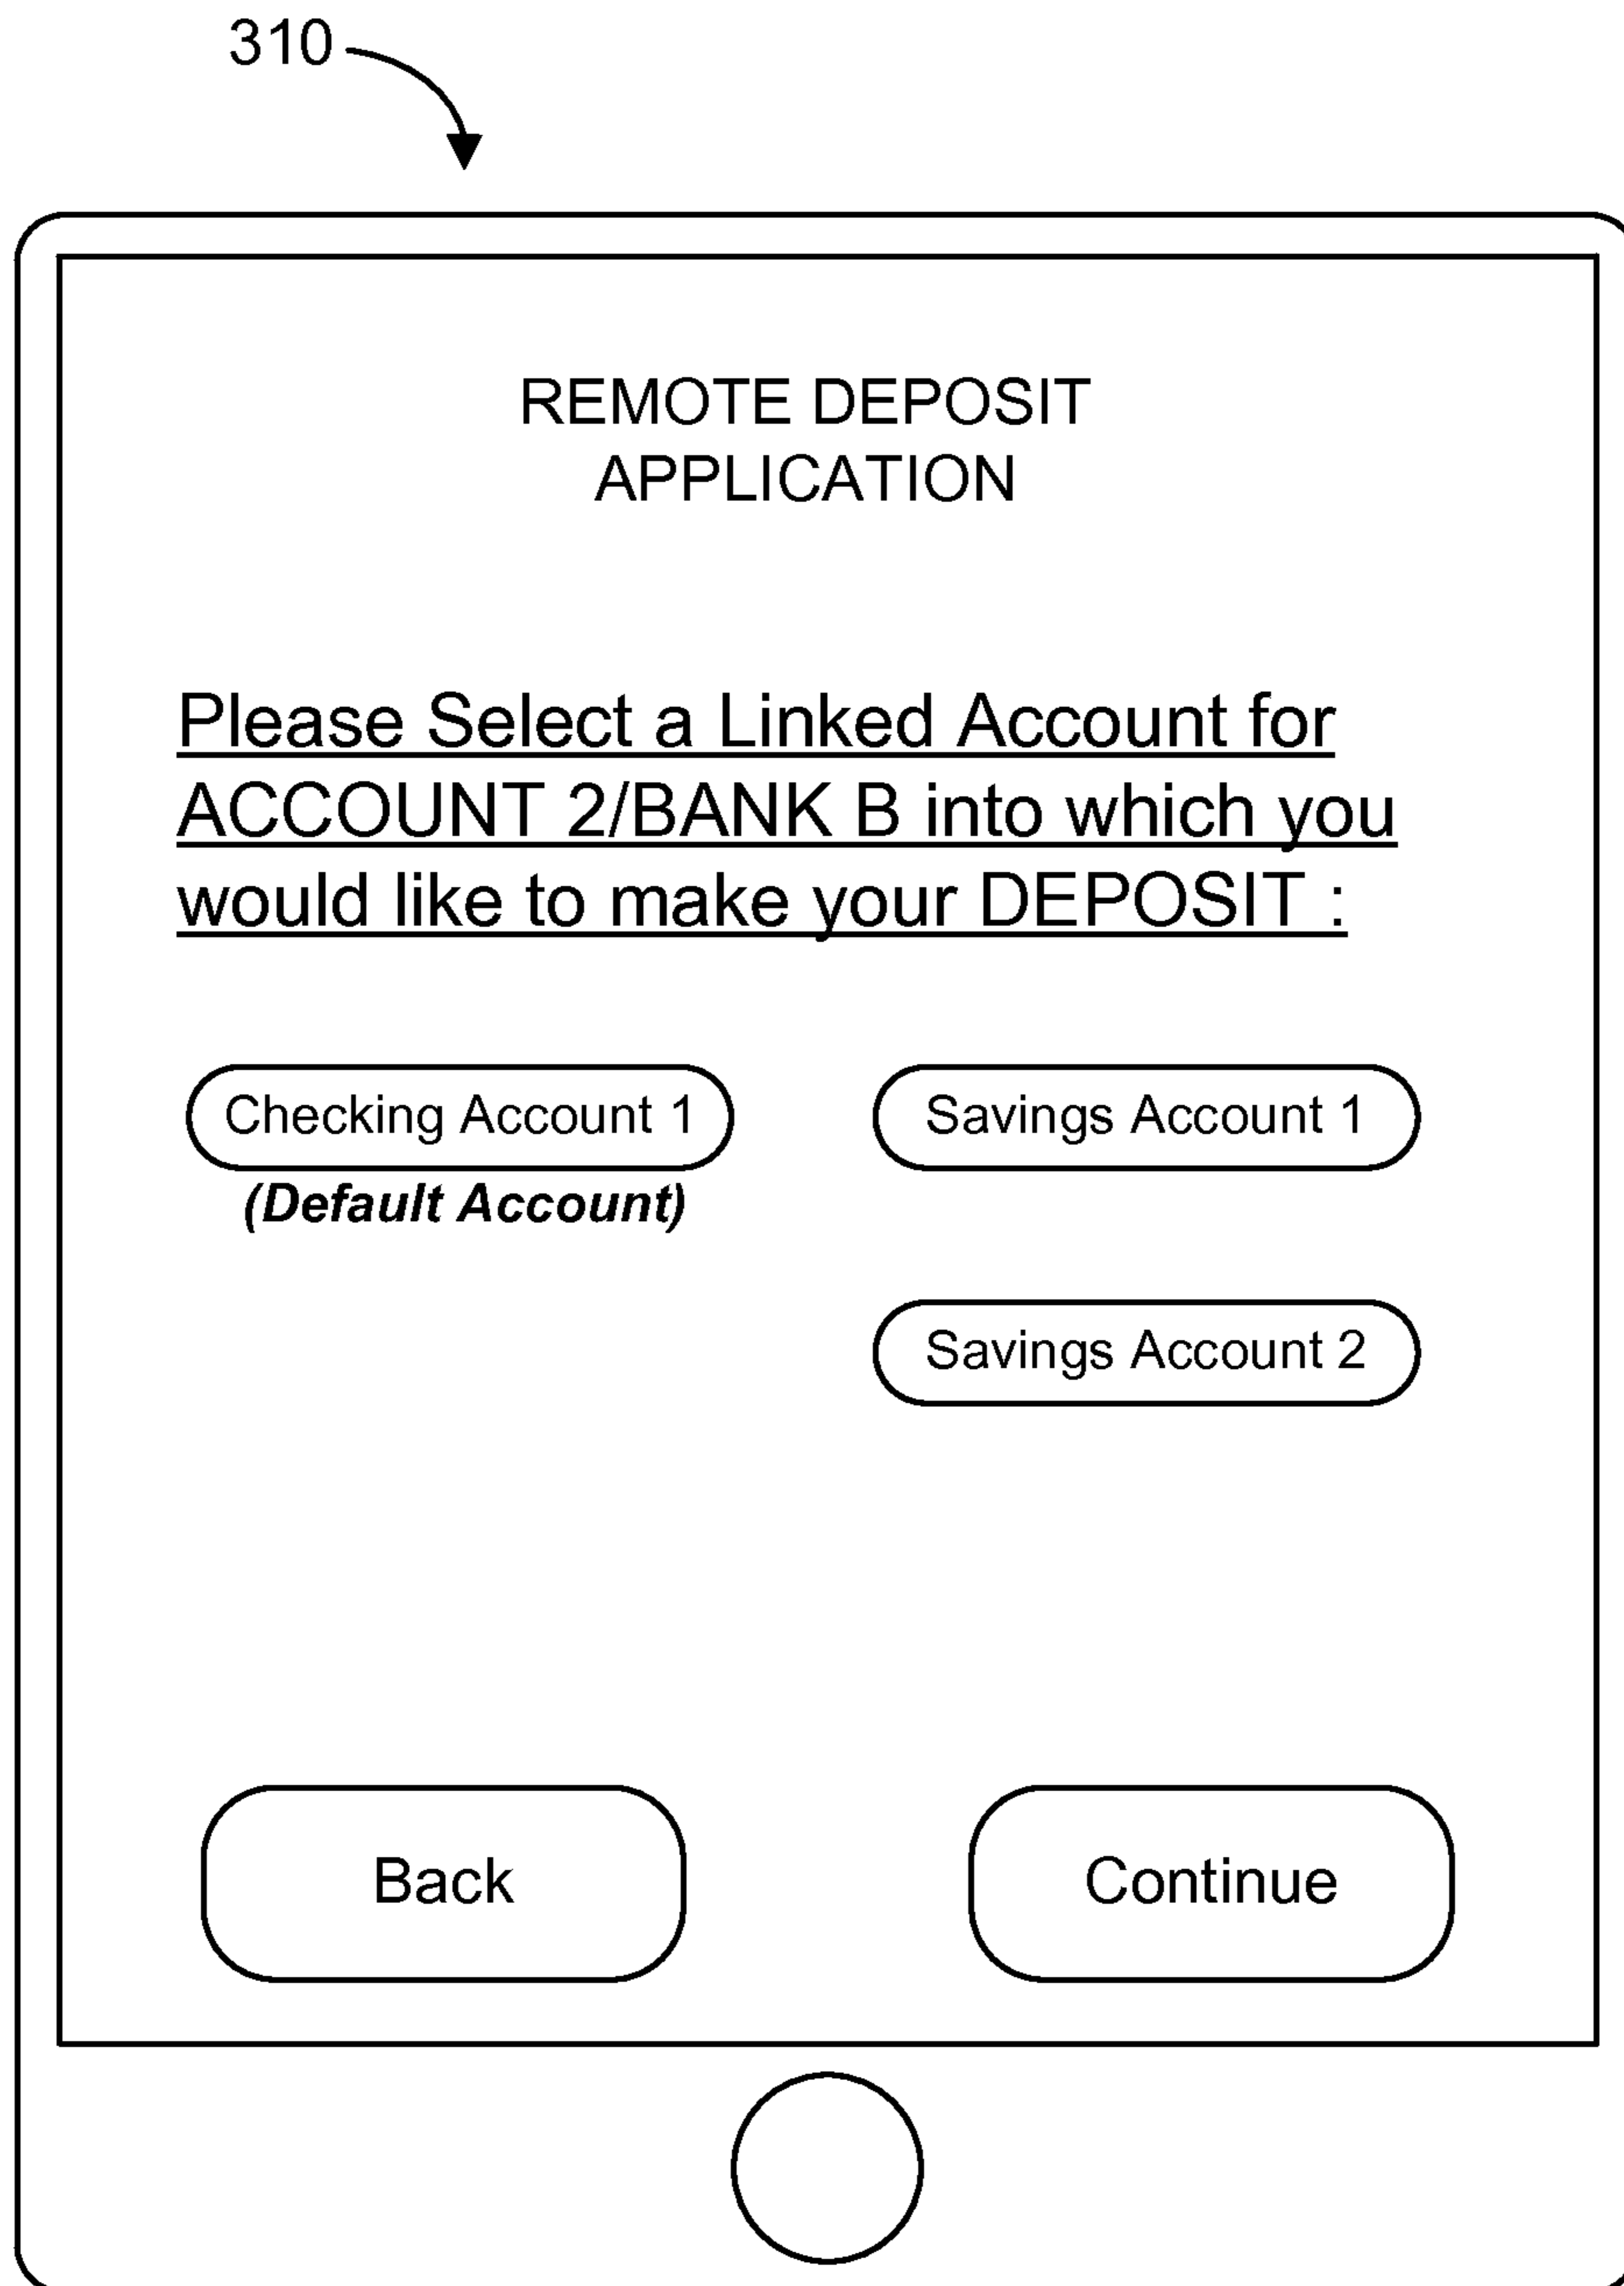 310
REMOTE DEPOSIT
APPLICATION
Please Select a Linked Account for
ACCOUNT 2/BANK B into which you
would like to make your DEPOSIT :
Checking Account 1
Savings Account 1
(Default Account)
Savings Account 2
Back
Continue